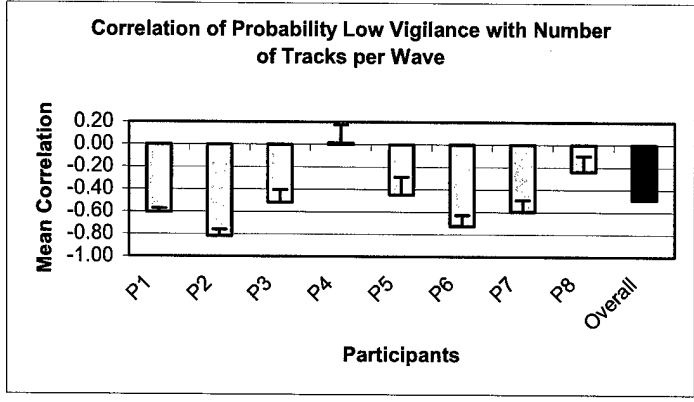 Correlation of Probability Low Vigilance with Number
of Tracks per Wave
0.20
0.00
-0.20
-0.40
-0.60
-0.80
-1.00
Mean Correlation
P1 P2 P3 P4 P5 P6 P7 P8 Overall
Participants